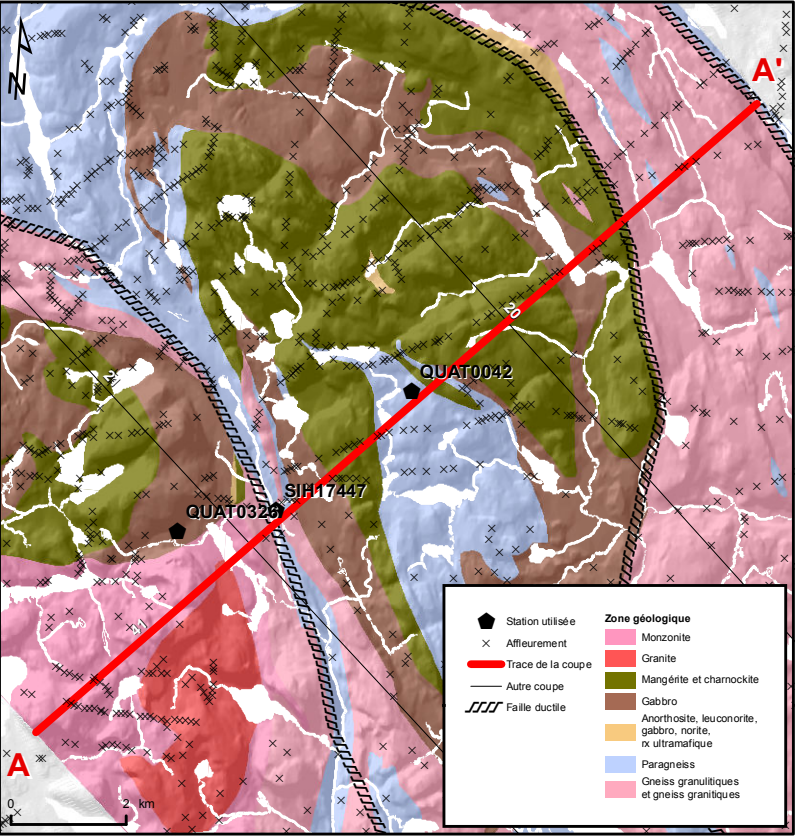 N
A'
20
21
QUAT0042
SIH17447
QUAT0326
41
A
0 2 km
Station utilisée
Affleurement
Trace de la coupe
Autre coupe
Faille ductile
Zone géologique
Monzonite
Granite
Mangérite et charnockite
Gabbro
Anorthosite, leuconorite,
gabbro, norite,
rx ultramafique
Paragneiss
Gneiss granulitiques
et gneiss granitiques